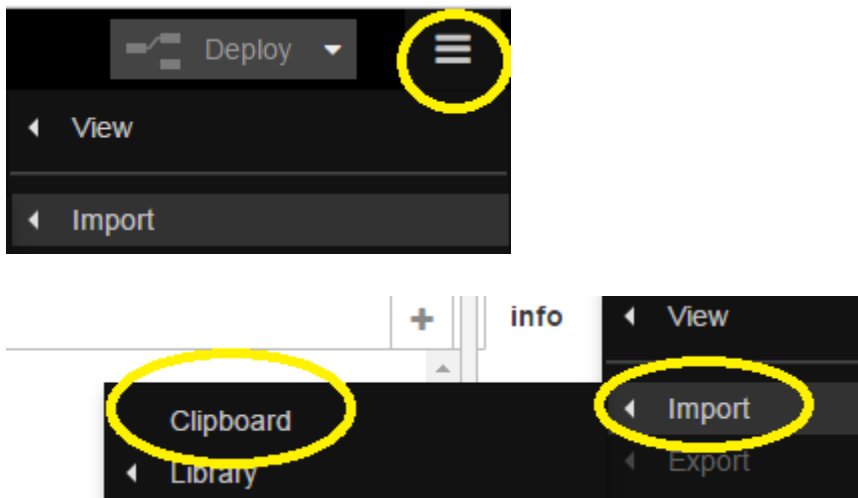 Deploy
View
Import
info
View
Clipboard
Import
Library
Export